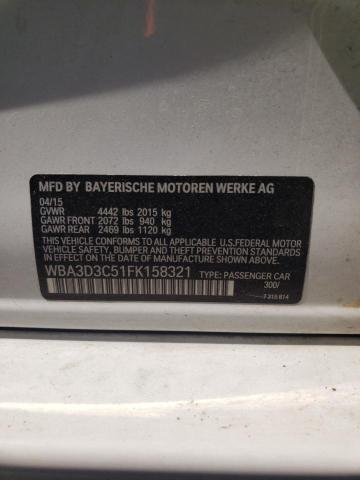 MFD BY BAYERISCHE MOTOREN WERKE AG
04/15
GVWR 4442 lbs 2015 kg
GAWR FRONT 2072 lbs 940 kg
GAWR REAR 2469 lbs 1120 kg
THIS VEHICLE CONFORMS TO ALL APPLICABLE U.S.FEDERAL MOTOR
VEHICLE SAFETY, BUMPER, AND THEFT PREVENTION STANDARDS
IN EFFECT ON THE DATE OF MANUFACTURE SHOWN ABOVE.
WBA3D3C51FK158321 TYPE: PASSENGER CAR
300/
7 315 614